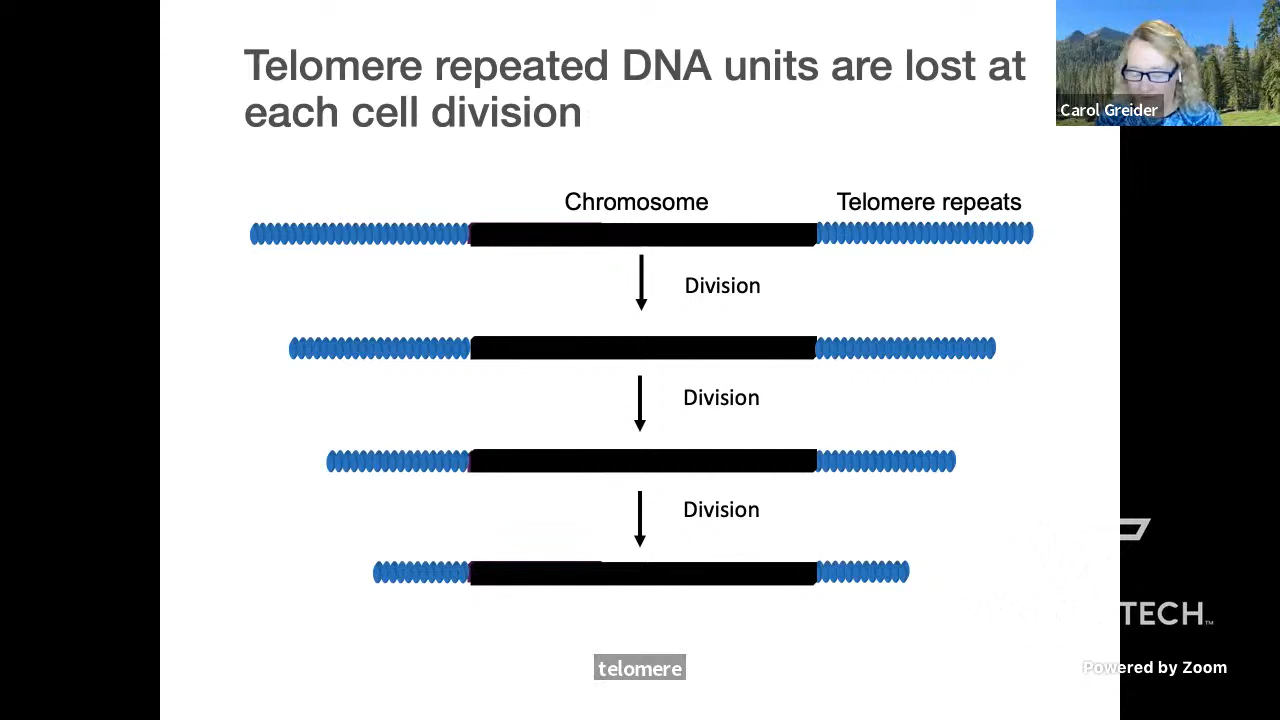 Telomere repeated DNA units are lost at
each cell division
Carol Greider
Chromosome
Telomere repeats
Division
Division
Division
TECH™
telomere
Powered by Zoom